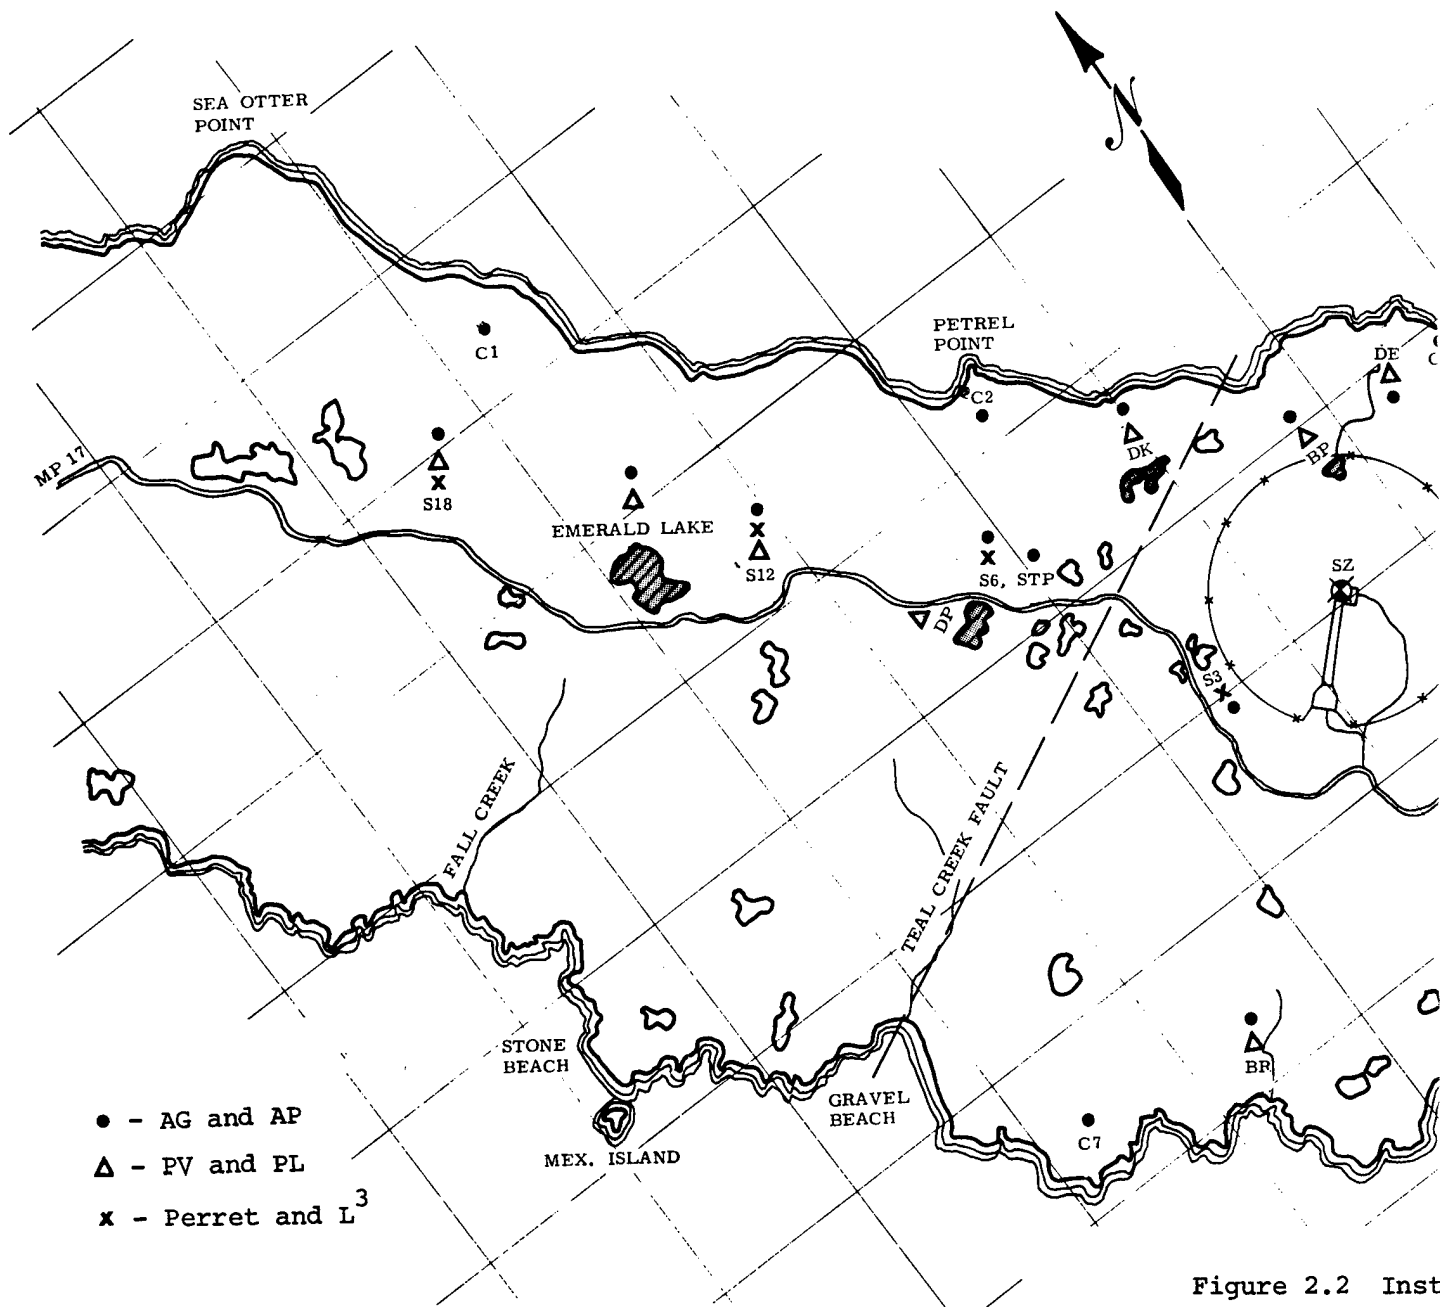 SEA OTTER
POINT
N
PETREL
POINT
C1
C2
DE
C
DK
BP
MP 17
S18
EMERALD LAKE
S12
S6, STP
SZ
DP
S3
FALL CREEK
TEAL CREEK FAULT
STONE
BEACH
GRAVEL
BEACH
BR
C7
MEX. ISLAND
● - AG and AP
△ - PV and PL
x - Perret and L³
Figure 2.2 Inst